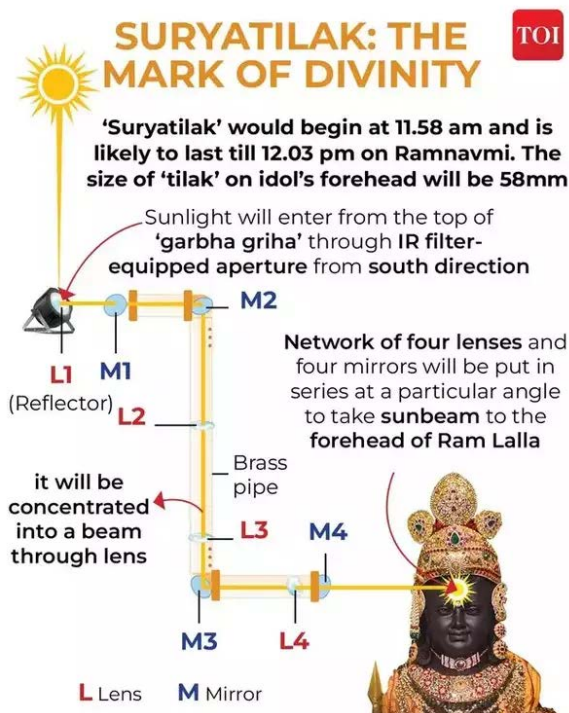 SURYATILAK: THE
MARK OF DIVINITY
TOI
‘Suryatilak’ would begin at 11.58 am and is
likely to last till 12.03 pm on Ramnavmi. The
size of ‘tilak’ on idol’s forehead will be 58mm
Sunlight will enter from the top of
‘garbha griha’ through IR filter-
equipped aperture from south direction
M2
L1
(Reflector)
M1
Network of four lenses and
four mirrors will be put in
series at a particular angle
to take sunbeam to the
forehead of Ram Lalla
L2
Brass
pipe
it will be
concentrated
into a beam
through lens
L3
M4
M3
L4
L Lens
M Mirror